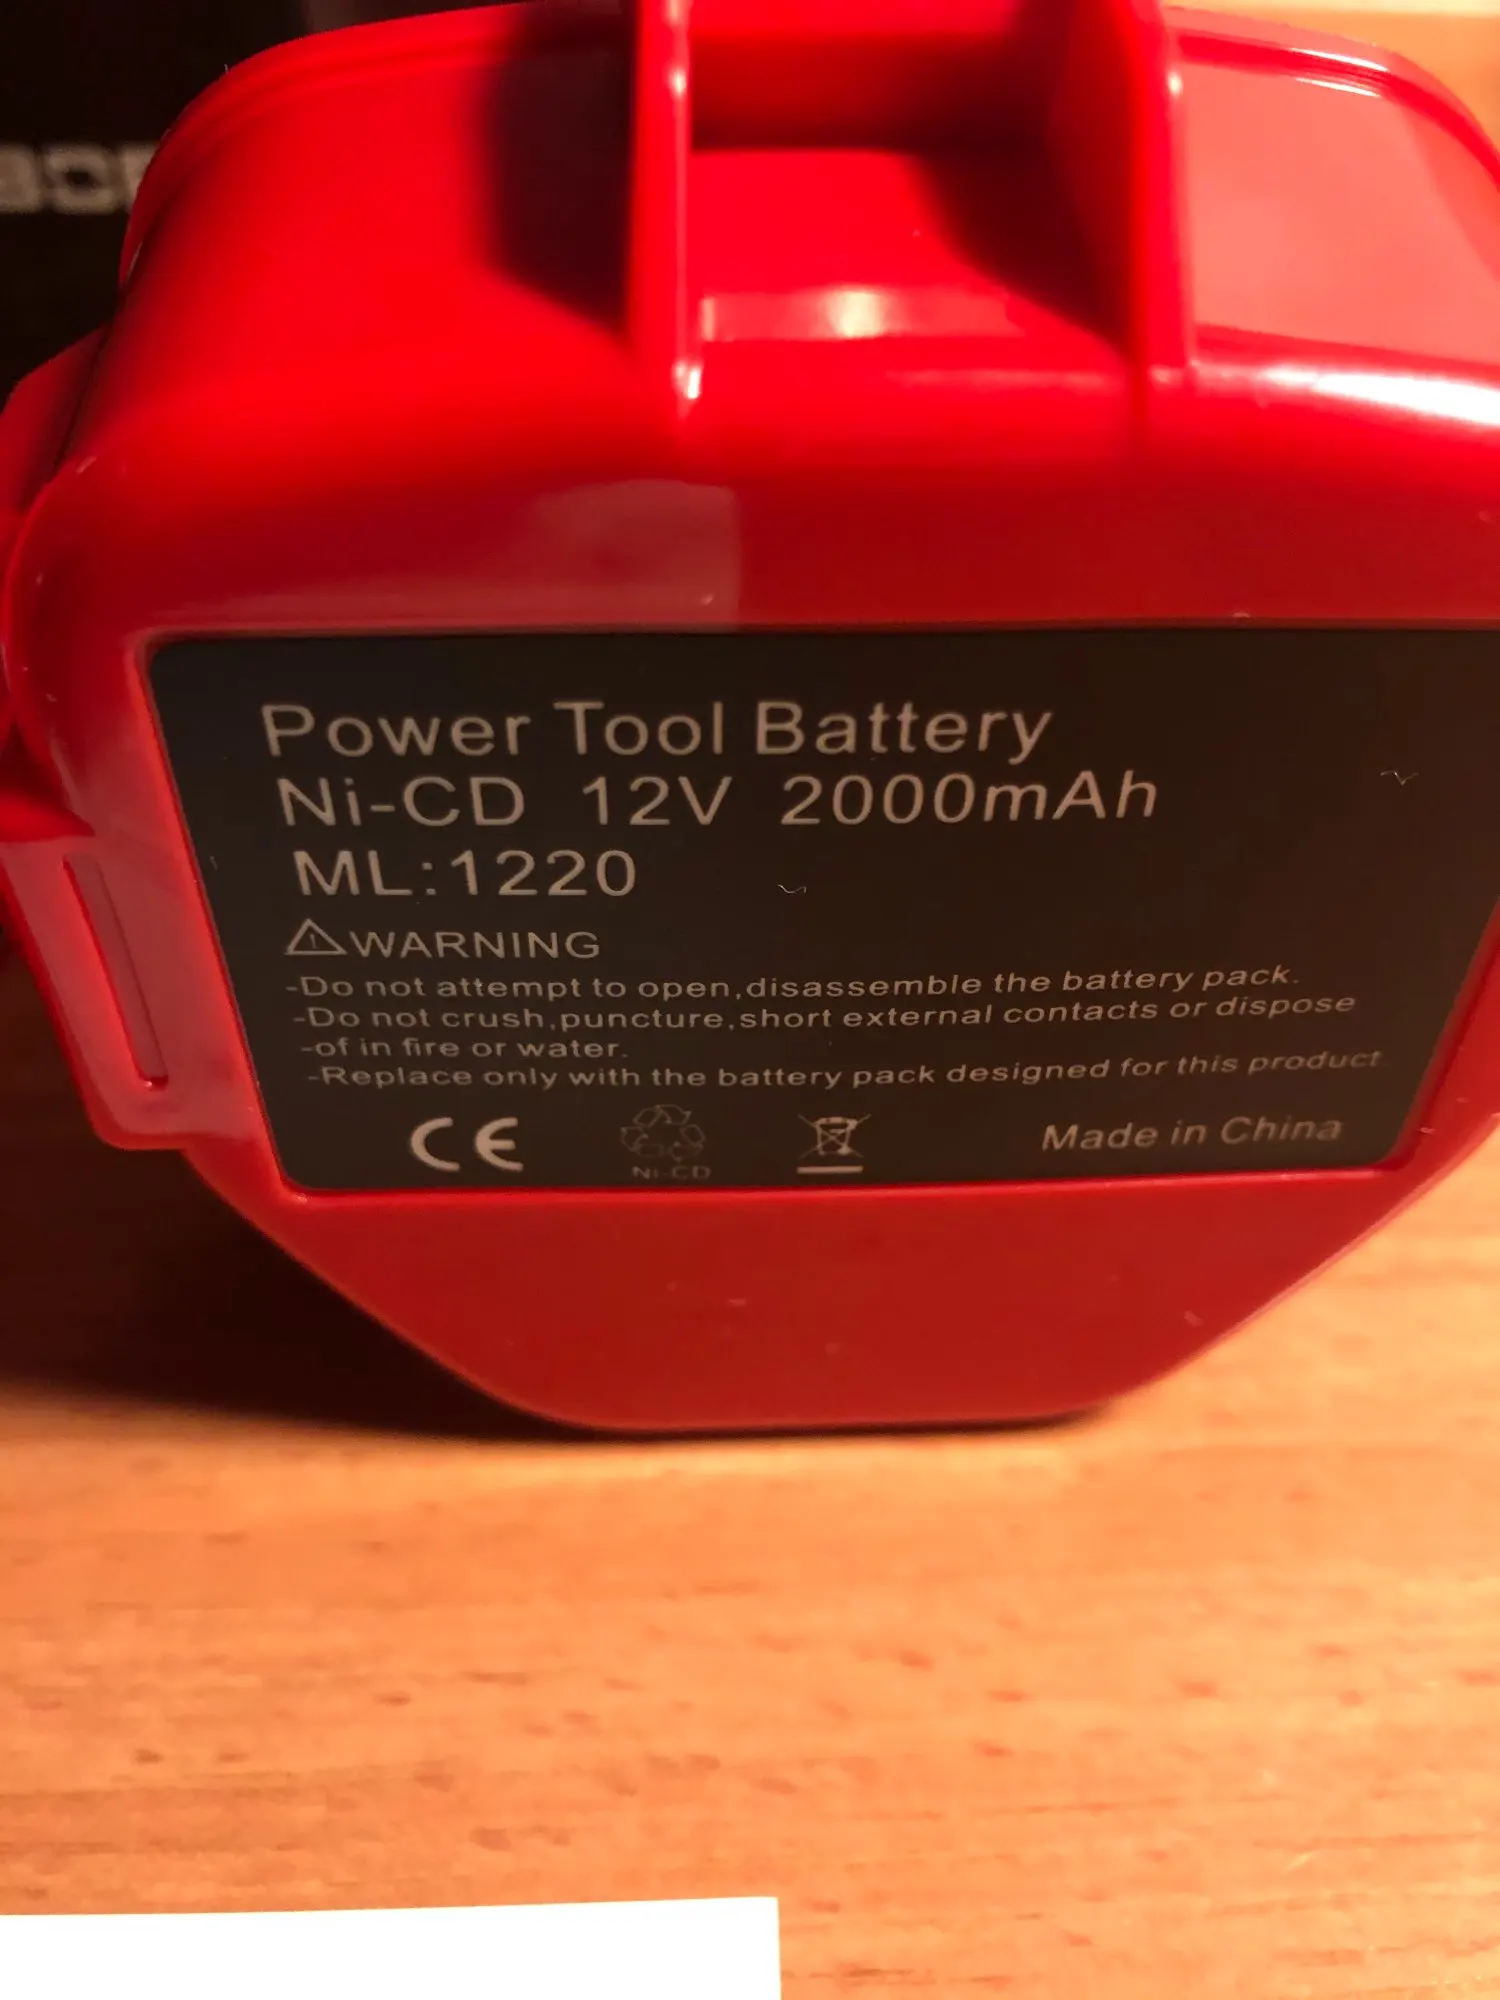 Power Tool Battery
Ni-CD 12V 2000mAh
ML:1220
WARNING
-Do not attempt to open,disassemble the battery pack.
-Do not crush,puncture,short external contacts or dispose
-of in fire or water.
-Replace only with the battery pack designed for this product.
CE
Ni-CD
Made in China